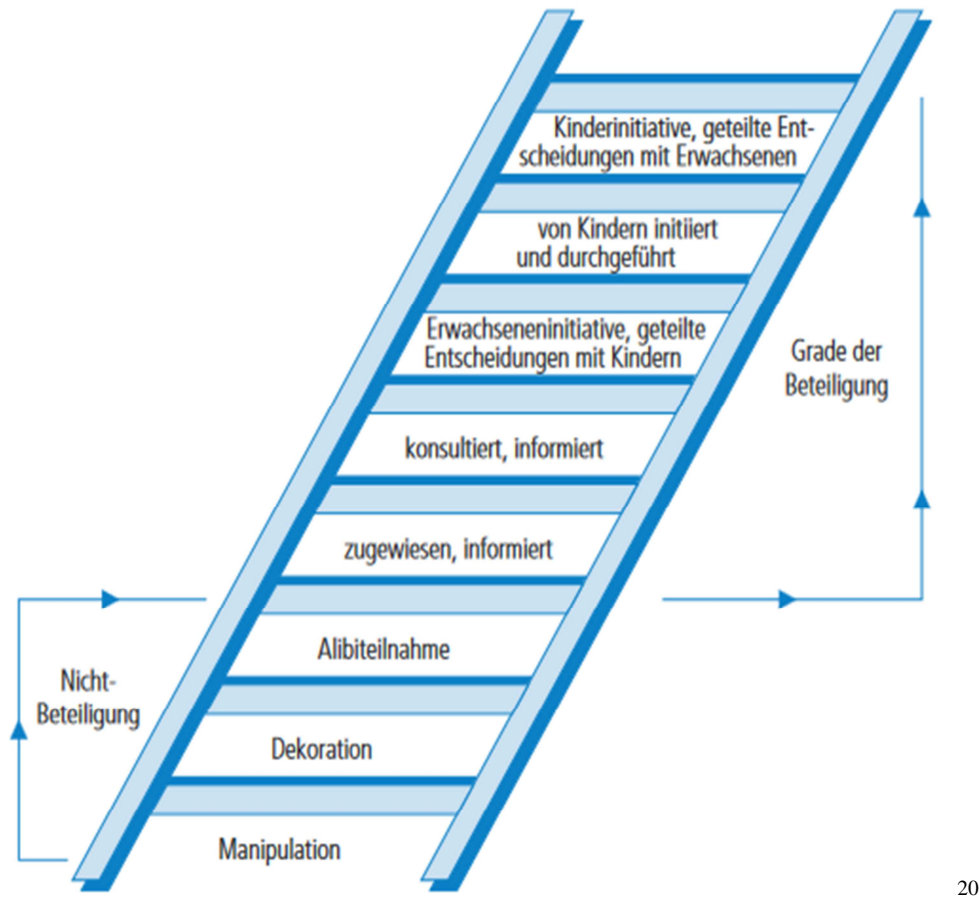 Kinderinitiative, geteilte Ent-
scheidungen mit Erwachsenen
von Kindern initiiert
und durchgeführt
Erwachseneninitiative, geteilte
Entscheidungen mit Kindern
Grade der
Beteiligung
konsultiert, informiert
zugewiesen, informiert
Alibiteilnahme
Nicht-
Beteiligung
Dekoration
Manipulation
20